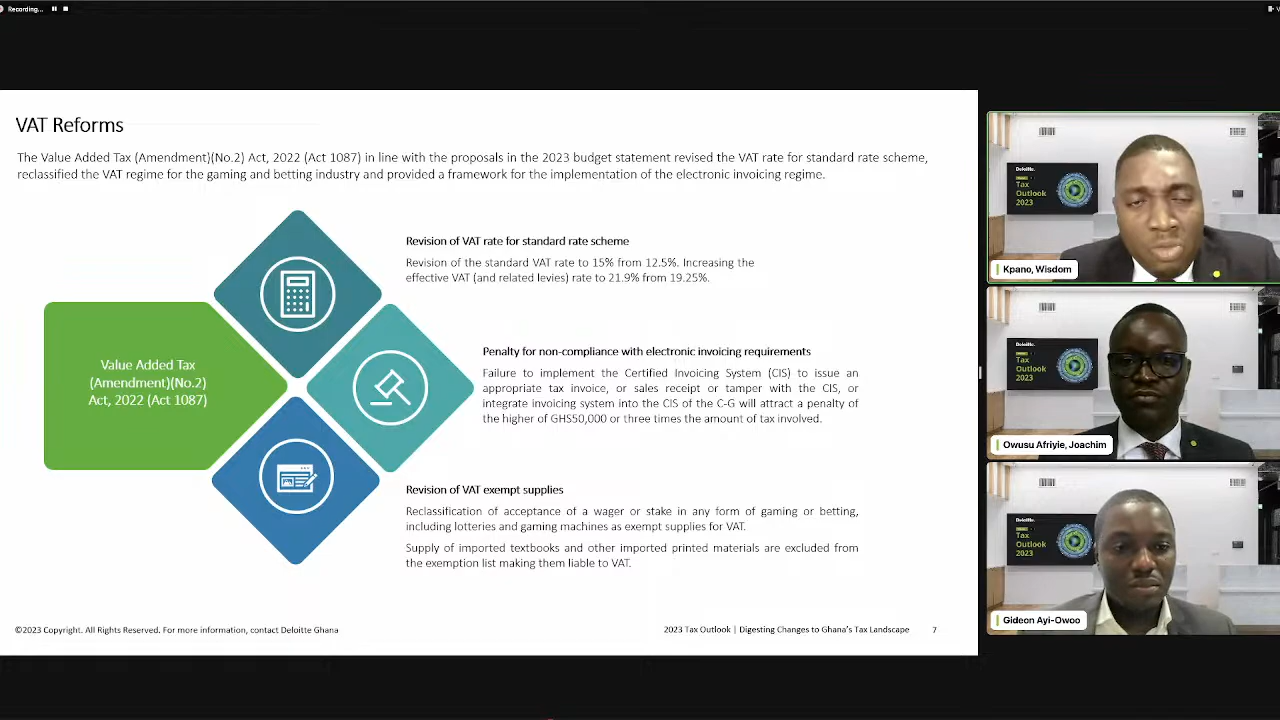 Recording...
VAT Reforms
The Value Added Tax (Amendment)(No.2) Act, 2022 (Act 1087) in line with the proposals in the 2023 budget statement revised the VAT rate for standard rate scheme,
reclassified the VAT regime for the gaming and betting industry and provided a framework for the implementation of the electronic invoicing regime.
Value Added Tax
(Amendment)(No.2)
Act, 2022 (Act 1087)
Revision of VAT rate for standard rate scheme
Revision of the standard VAT rate to 15% from 12.5%. Increasing the
effective VAT (and related levies) rate to 21.9% from 19.25%.
Penalty for non-compliance with electronic invoicing requirements
Failure to implement the Certified Invoicing System (CIS) to issue an
appropriate tax invoice, or sales receipt or tamper with the CIS, or
integrate invoicing system into the CIS of the C-G will attract a penalty of
the higher of GHS50,000 or three times the amount of tax involved.
Revision of VAT exempt supplies
Reclassification of acceptance of a wager or stake in any form of gaming or betting,
including lotteries and gaming machines as exempt supplies for VAT.
Supply of imported textbooks and other imported printed materials are excluded from
the exemption list making them liable to VAT.
©2023 Copyright. All Rights Reserved. For more information, contact Deloitte Ghana
2023 Tax Outlook | Digesting Changes to Ghana's Tax Landscape
7
Deloitte.
Tax
Outlook
2023
Kpano, Wisdom
Deloitte.
Tax
Outlook
2023
Owusu Afriyie, Joachim
Deloitte.
Tax
Outlook
2023
Gideon Ayi-Owoo